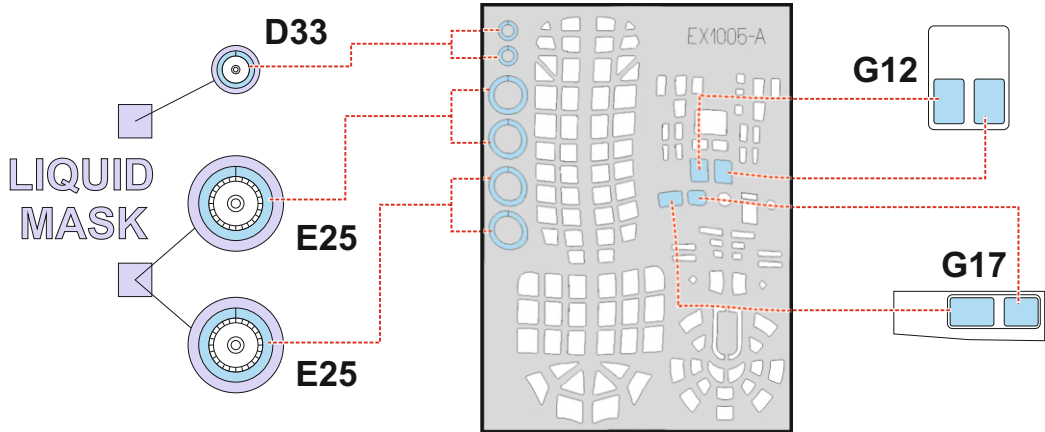 D33
EX1005-A
G12
LIQUID
MASK
E25
G17
E25